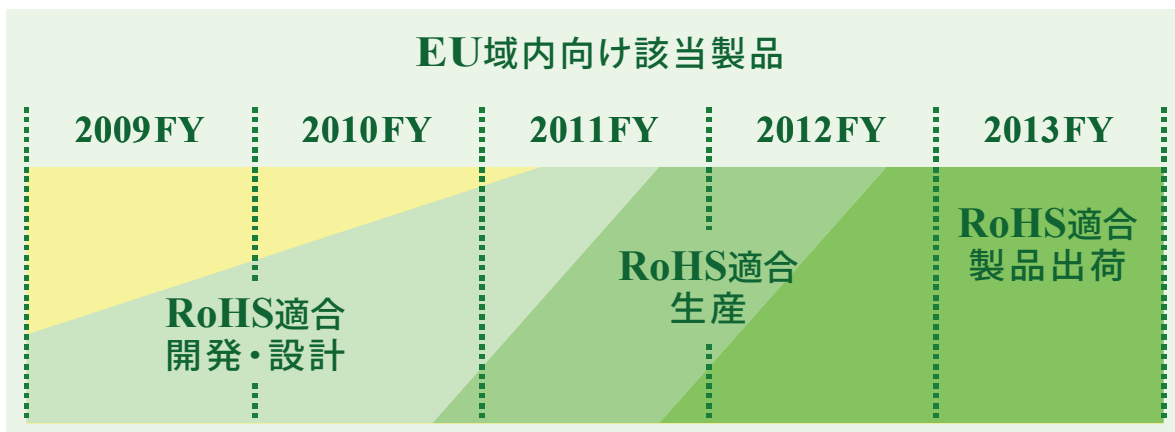 EU域内向け該当製品
2009FY 2010FY 2011FY 2012FY 2013FY
RoHS適合
開発・設計
RoHS適合
生産
RoHS適合
製品出荷